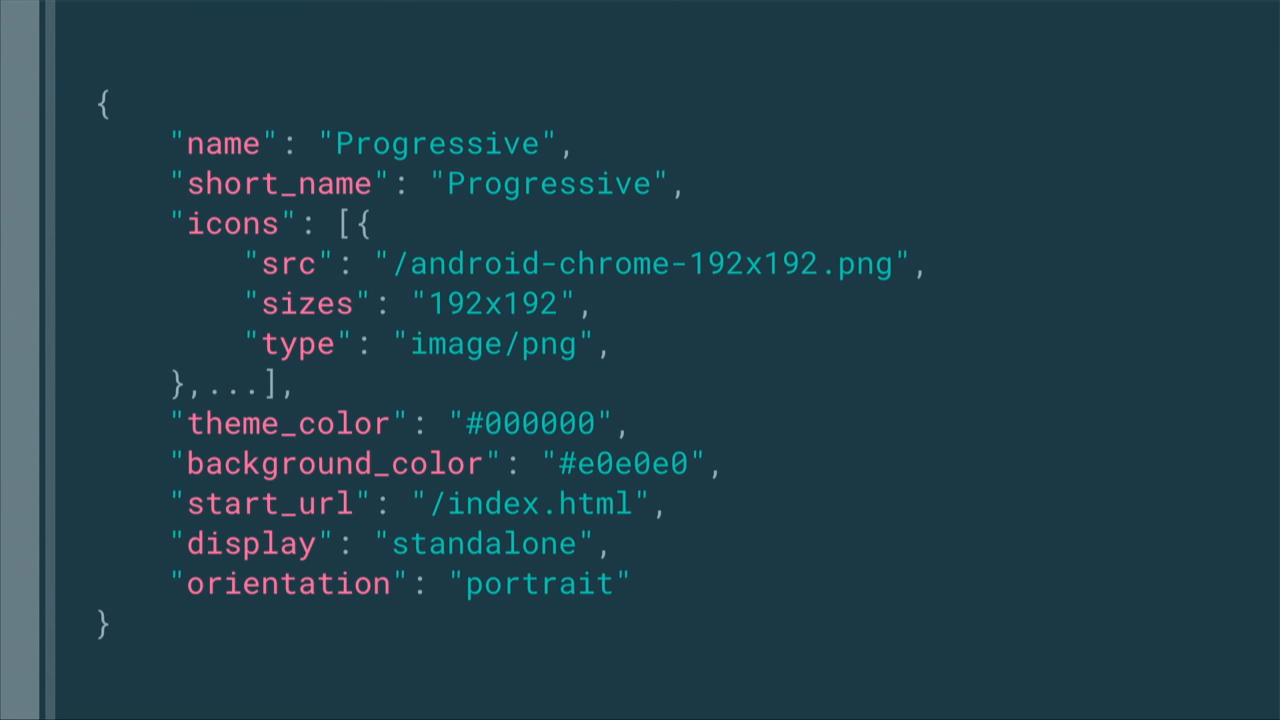 {
"name": "Progressive",
"short_name": "Progressive",
"icons": [{
"src": "/android-chrome-192x192.png",
"sizes": "192x192",
"type": "image/png",
},...],
"theme_color": "#000000",
"background_color": "#e0e0e0",
"start_url": "/index.html",
"display": "standalone",
"orientation": "portrait"
}